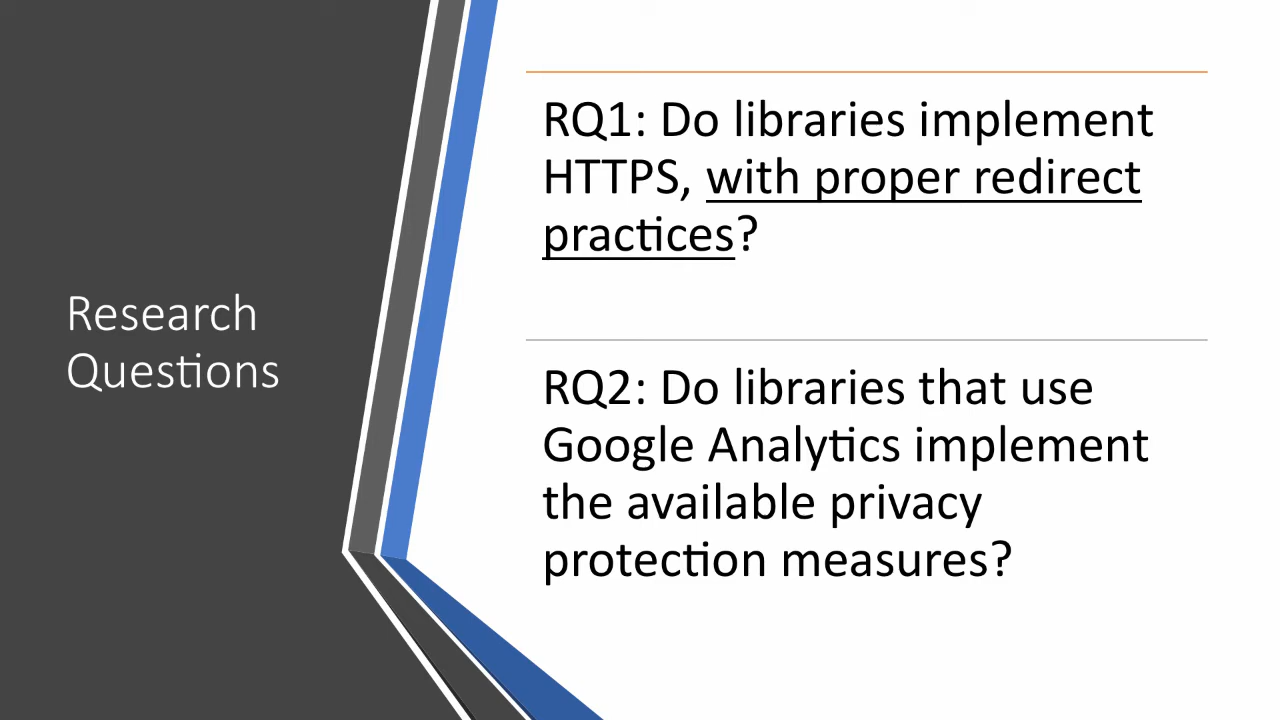 Research
Questions
RQ1: Do libraries implement
HTTPS, with proper redirect
practices?
RQ2: Do libraries that use
Google Analytics implement
the available privacy
protection measures?